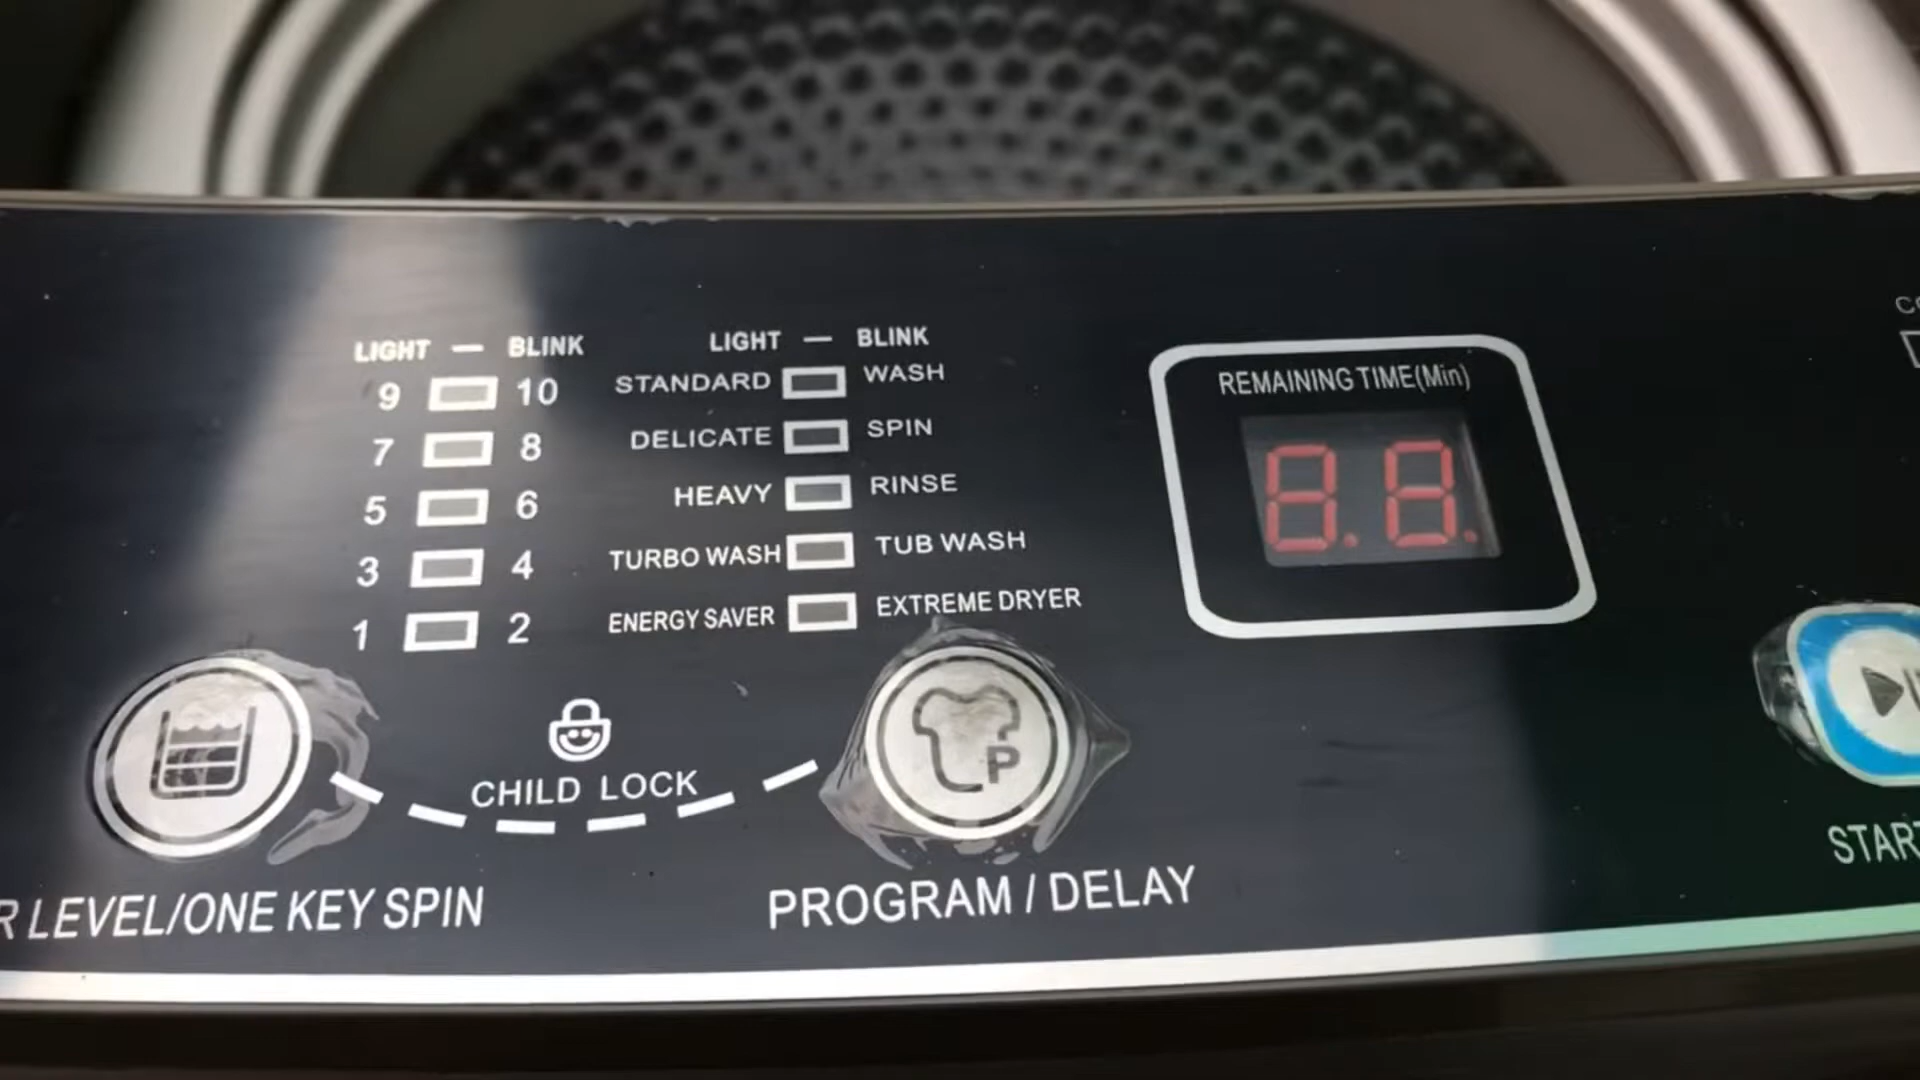 LIGHT — BLINK
9 10
7 8
5 6
3 4
1 2
LIGHT — BLINK
STANDARD WASH
DELICATE SPIN
HEAVY RINSE
TURBO WASH TUB WASH
ENERGY SAVER EXTREME DRYER
REMAINING TIME(Min)
8.8.
CHILD LOCK
P
R LEVEL/ONE KEY SPIN
PROGRAM / DELAY
START